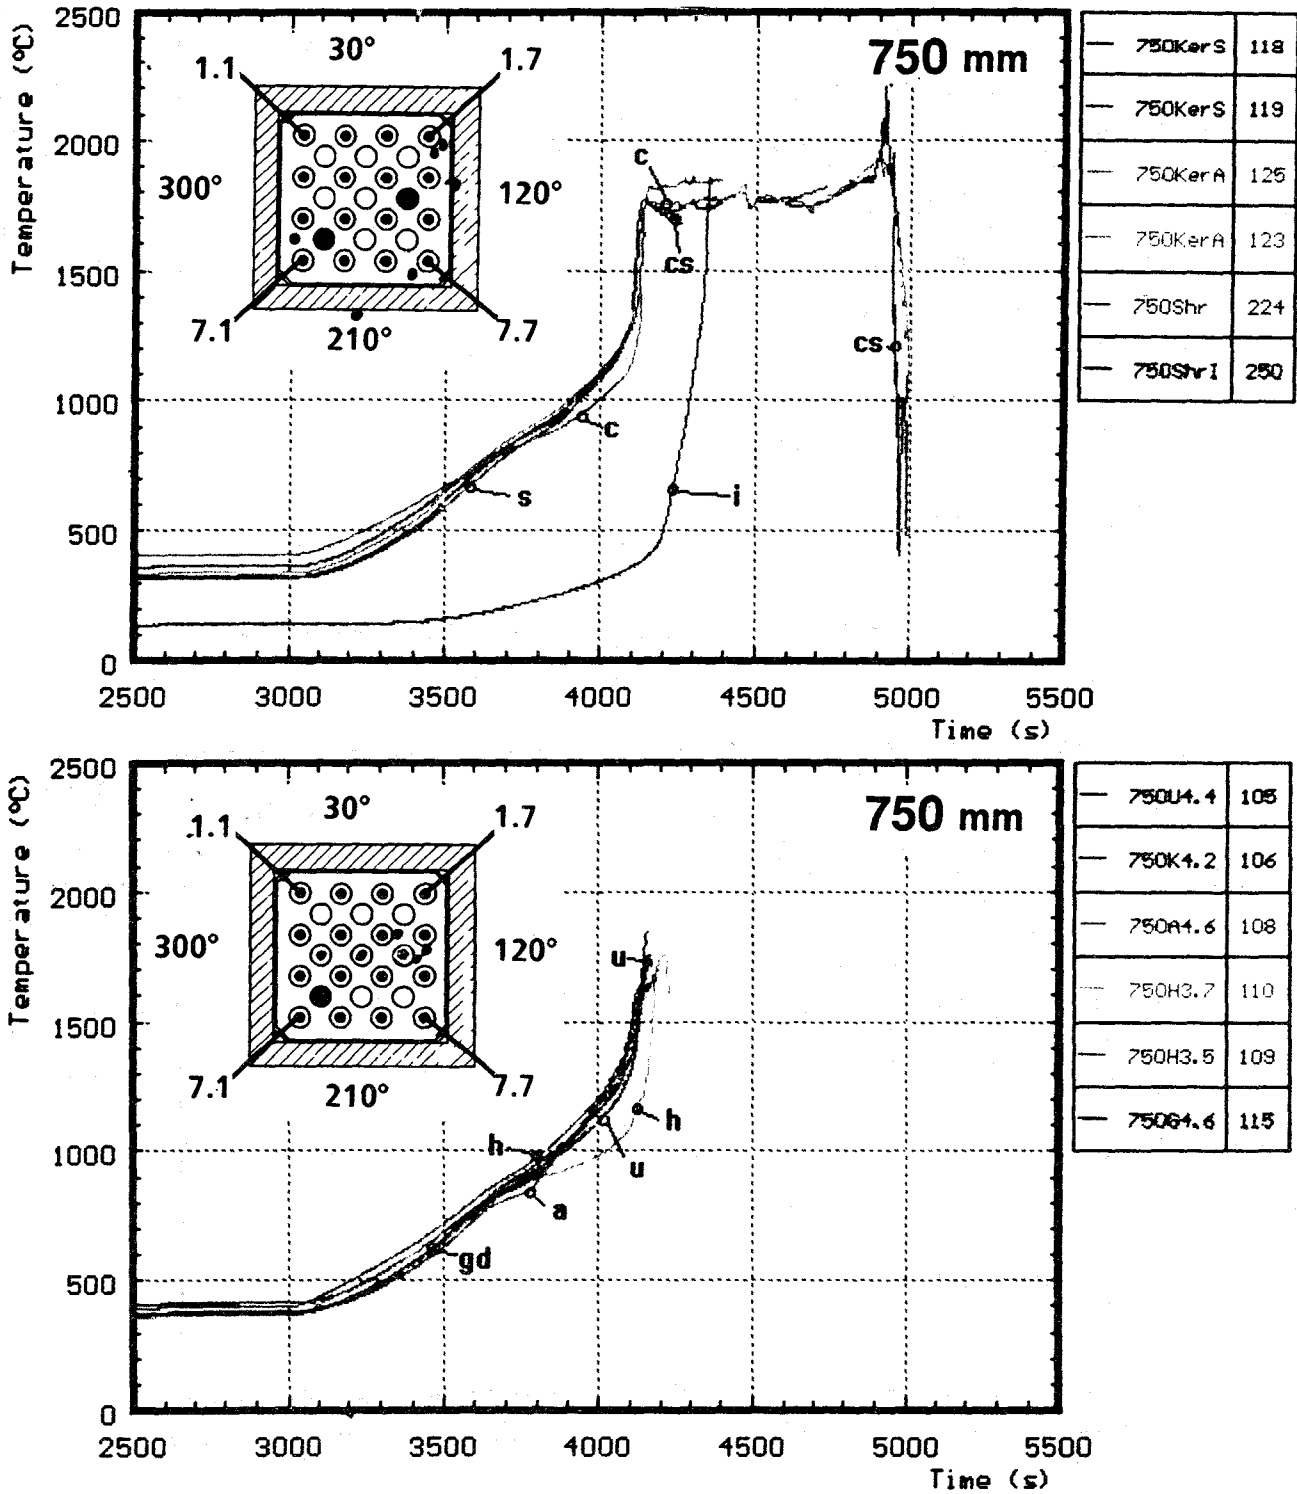 2500
2000
1500
1000
500
0
Temperature (°C)
30°
1.1
1.7
750 mm
300°
120°
7.1
210°
7.7
c
cs
cs
c
s
i
2500 3000 3500 4000 4500 5000 5500
Time (s)
750KerS 118
750KerS 119
750KerA 125
750KerA 123
750Shr 224
750ShrI 250
2500
2000
1500
1000
500
0
Temperature (°C)
30°
.1.1
1.7
750 mm
300°
120°
7.1
210°
7.7
u
h
h
u
a
gd
2500 3000 3500 4000 4500 5000 5500
Time (s)
750U4.4 105
750K4.2 106
750A4.6 108
750H3.7 110
750H3.5 109
750G4.6 115